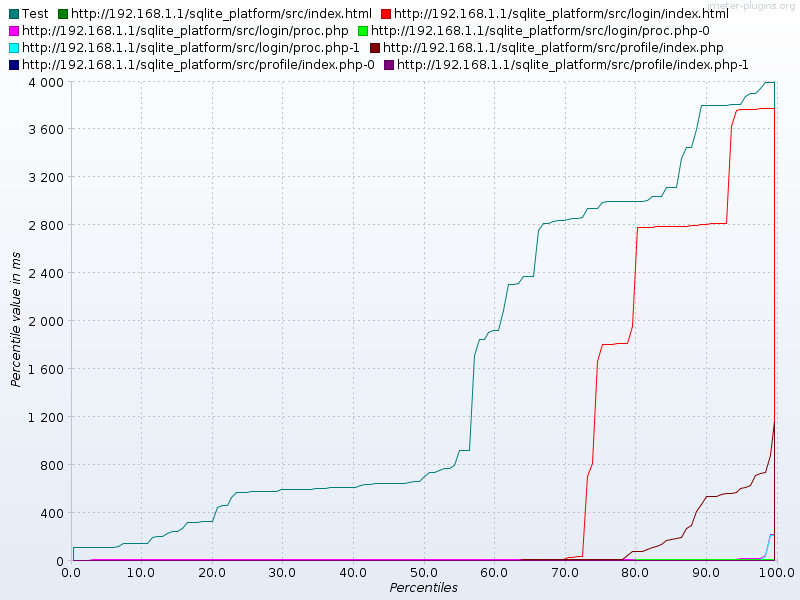 jmeter-plugins.org
Test http://192.168.1.1/sqlite_platform/src/index.html http://192.168.1.1/sqlite_platform/src/login/index.html
http://192.168.1.1/sqlite_platform/src/login/proc.php http://192.168.1.1/sqlite_platform/src/login/proc.php-0
http://192.168.1.1/sqlite_platform/src/login/proc.php-1 http://192.168.1.1/sqlite_platform/src/profile/index.php
http://192.168.1.1/sqlite_platform/src/profile/index.php-0 http://192.168.1.1/sqlite_platform/src/profile/index.php-1
4 000
3 600
3 200
2 800
2 400
2 000
1 600
1 200
800
400
0
Percentile value in ms
0.0 10.0 20.0 30.0 40.0 50.0 60.0 70.0 80.0 90.0 100.0
Percentiles